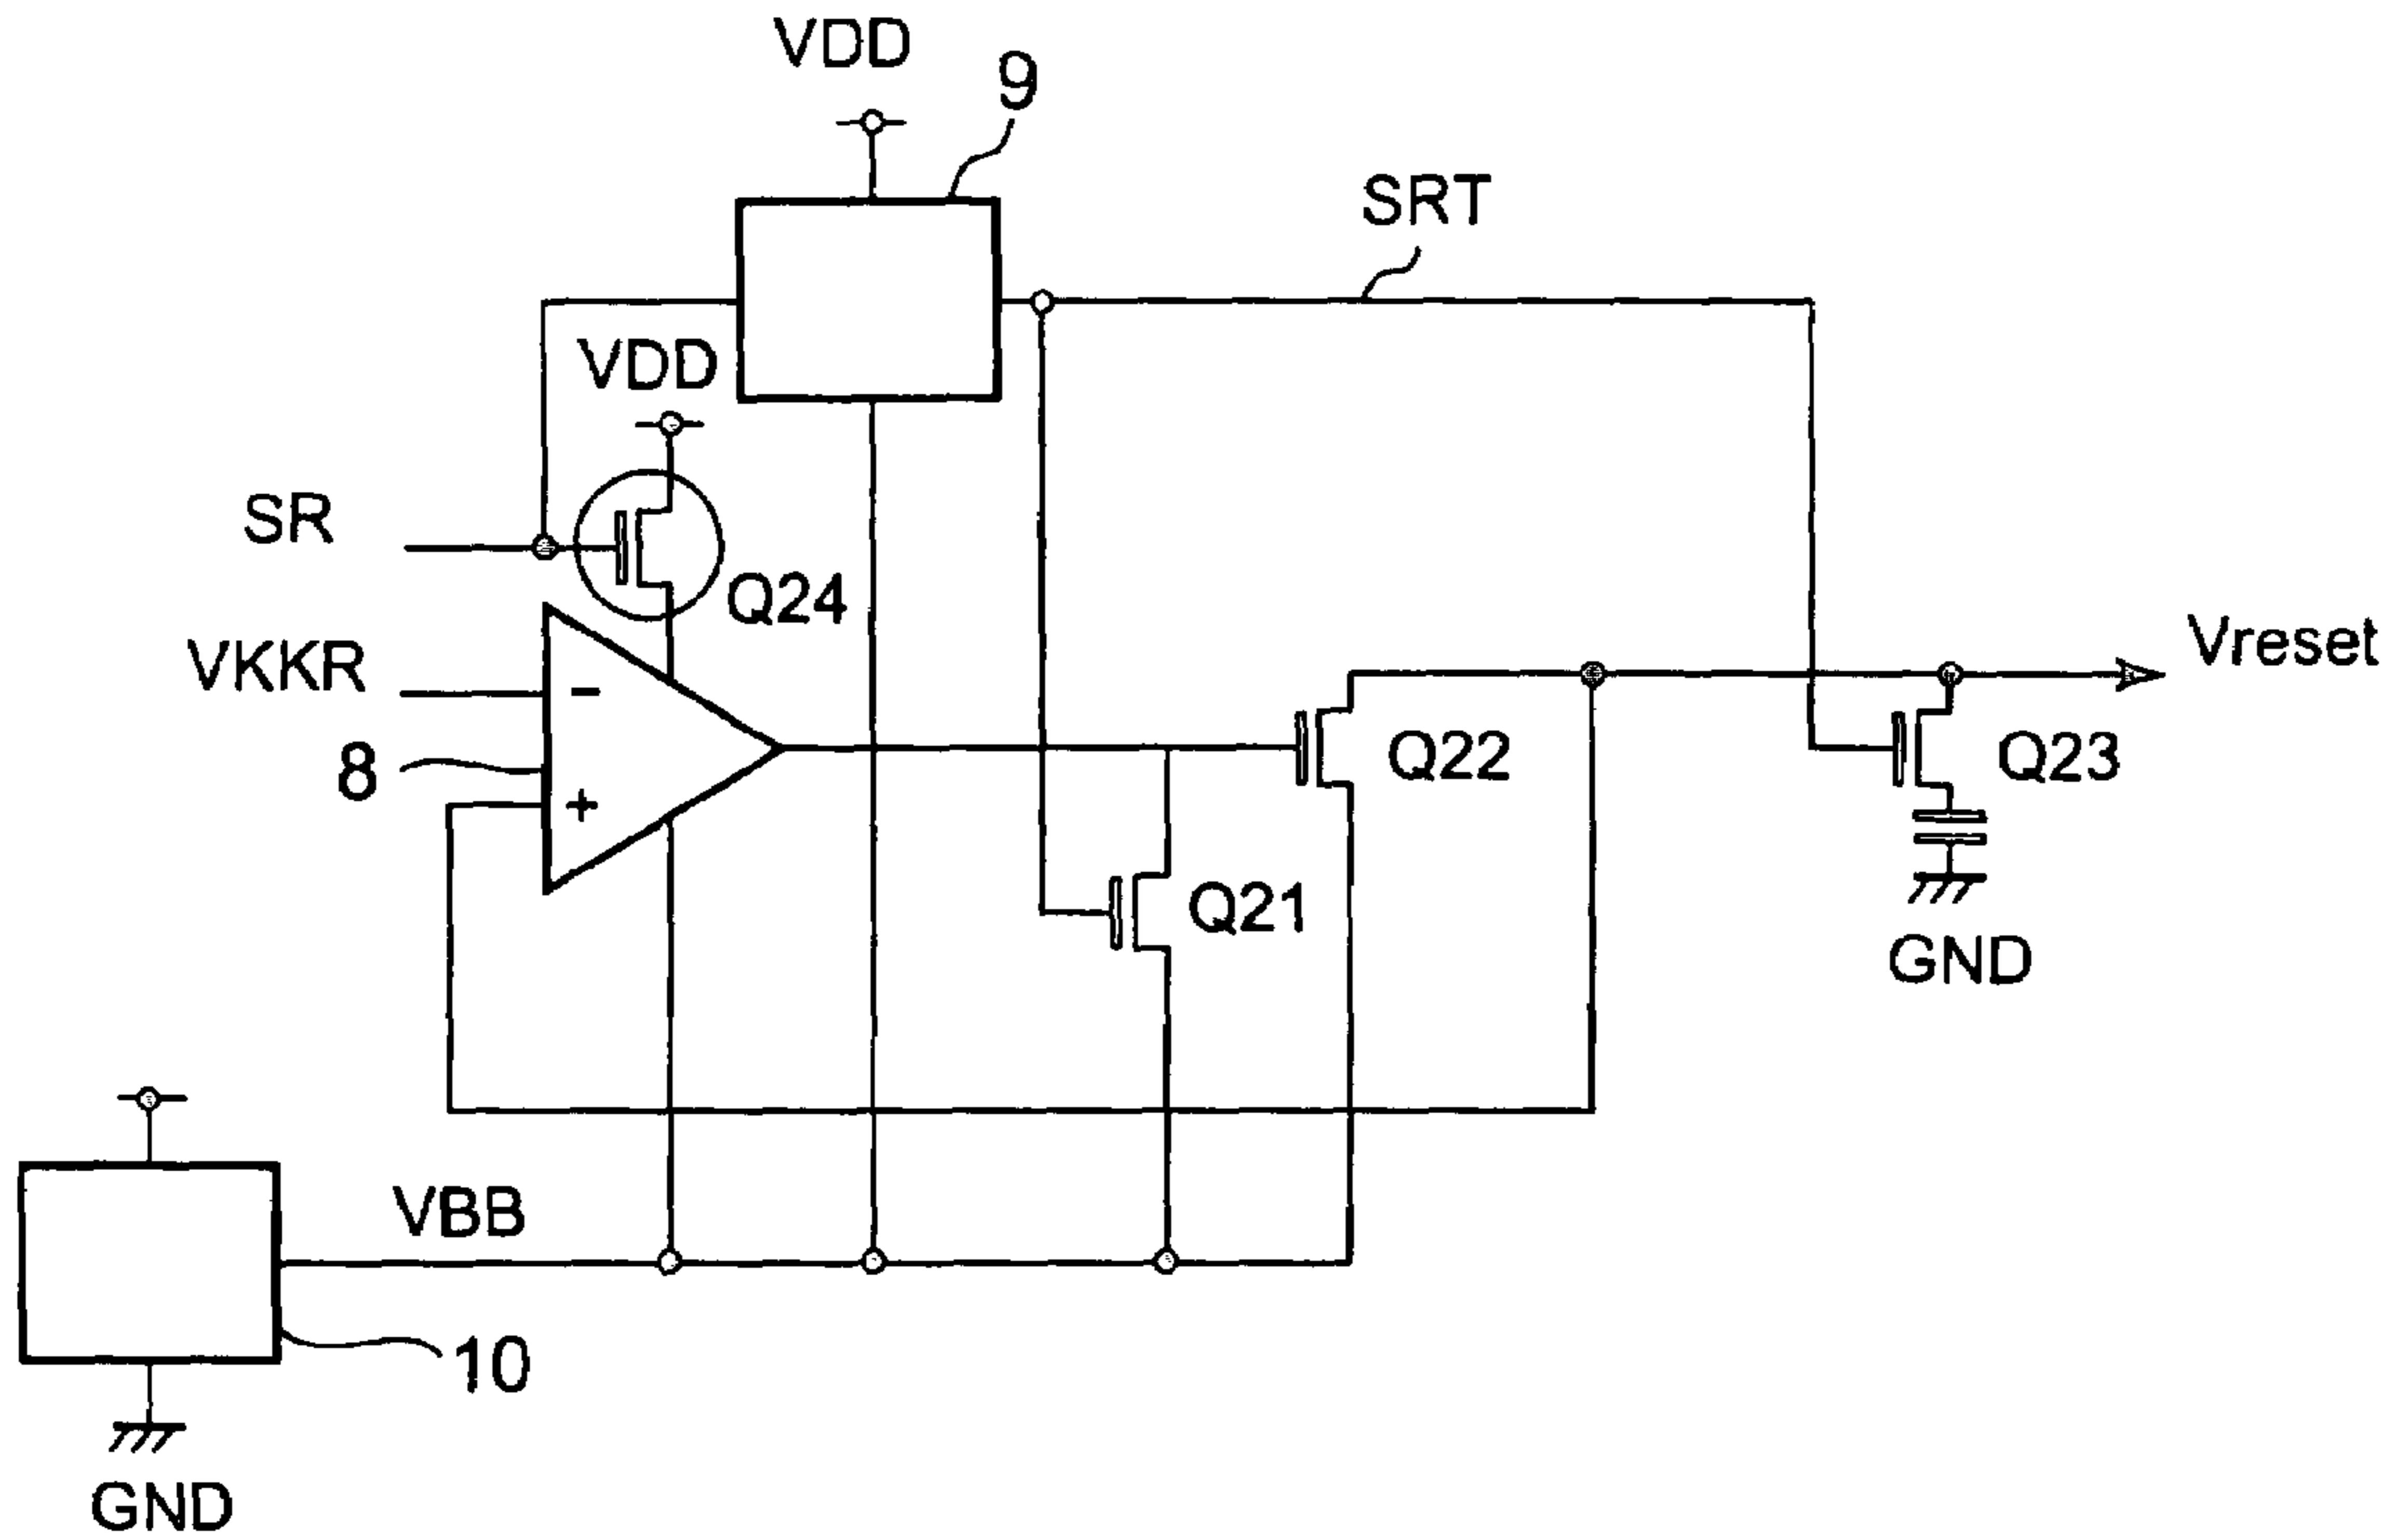 VDD
9
SRT
VDD
SR
Q24
VKKR
-
8
+
Vreset
Q22
Q23
Q21
GND
VBB
10
GND